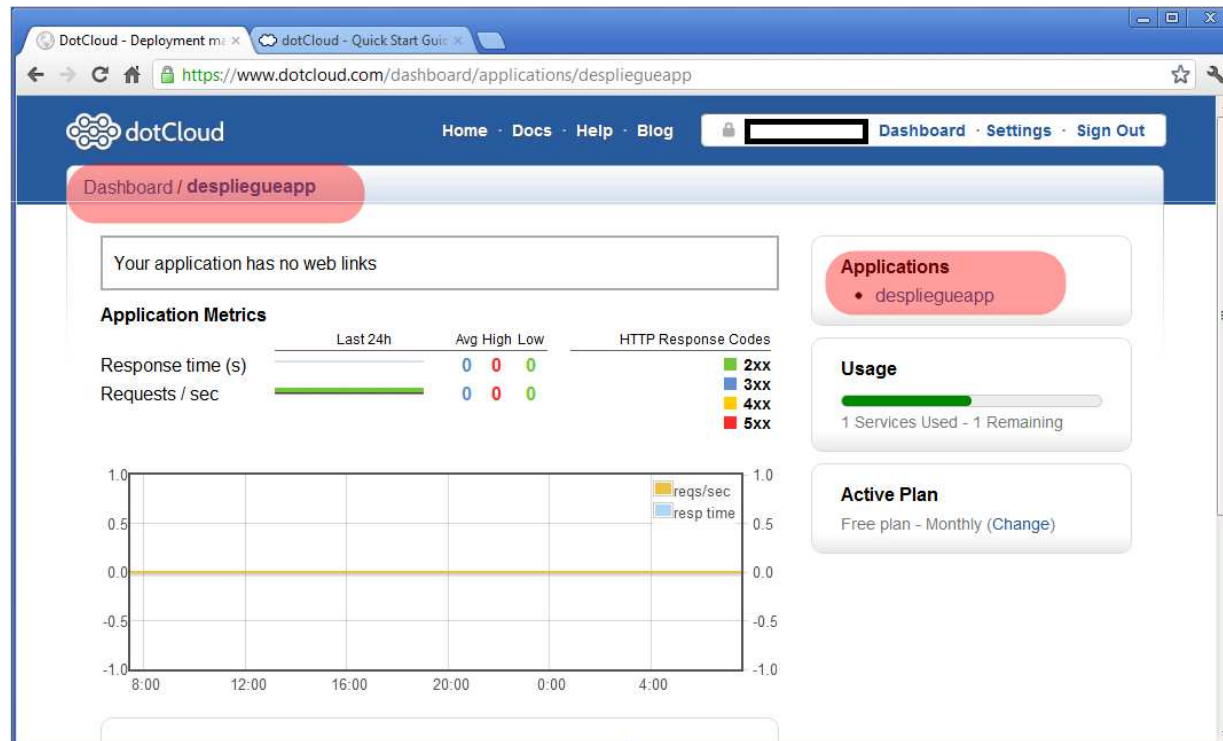 DotCloud - Deployment ma
dotCloud - Quick Start Guid
https://www.dotcloud.com/dashboard/applications/despliegueapp
dotCloud
Home · Docs · Help · Blog
Dashboard · Settings · Sign Out
Dashboard / despliegueapp
Your application has no web links
Application Metrics
Last 24h Avg High Low HTTP Response Codes
Response time (s) 0 0 0 2xx
3xx
Requests / sec 0 0 0
4xx
5xx
1.0 1.0
reqs/sec
resp time
0.5 0.5
0.0 0.0
-0.5 -0.5
-1.0 -1.0
8:00 12:00 16:00 20:00 0:00 4:00
Applications
• despliegueapp
Usage
1 Services Used - 1 Remaining
Active Plan
Free plan - Monthly (Change)